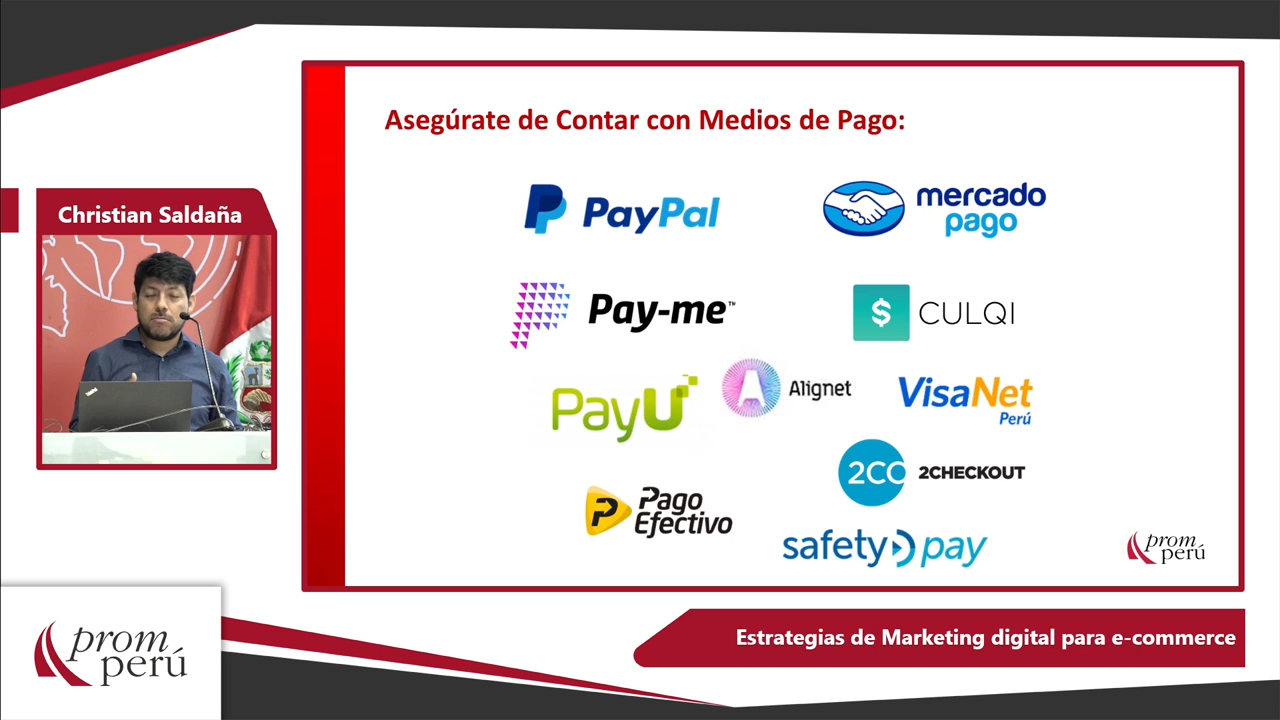 Asegúrate de Contar con Medios de Pago:
Christian Saldaña
PayPal
mercado
pago
Pay-me™
$ CULQI
PayU
A Alignet
VisaNet
Perú
2CO 2CHECKOUT
Pago
Efectivo
safety pay
prom
perú
Estrategias de Marketing digital para e-commerce
prom
perú